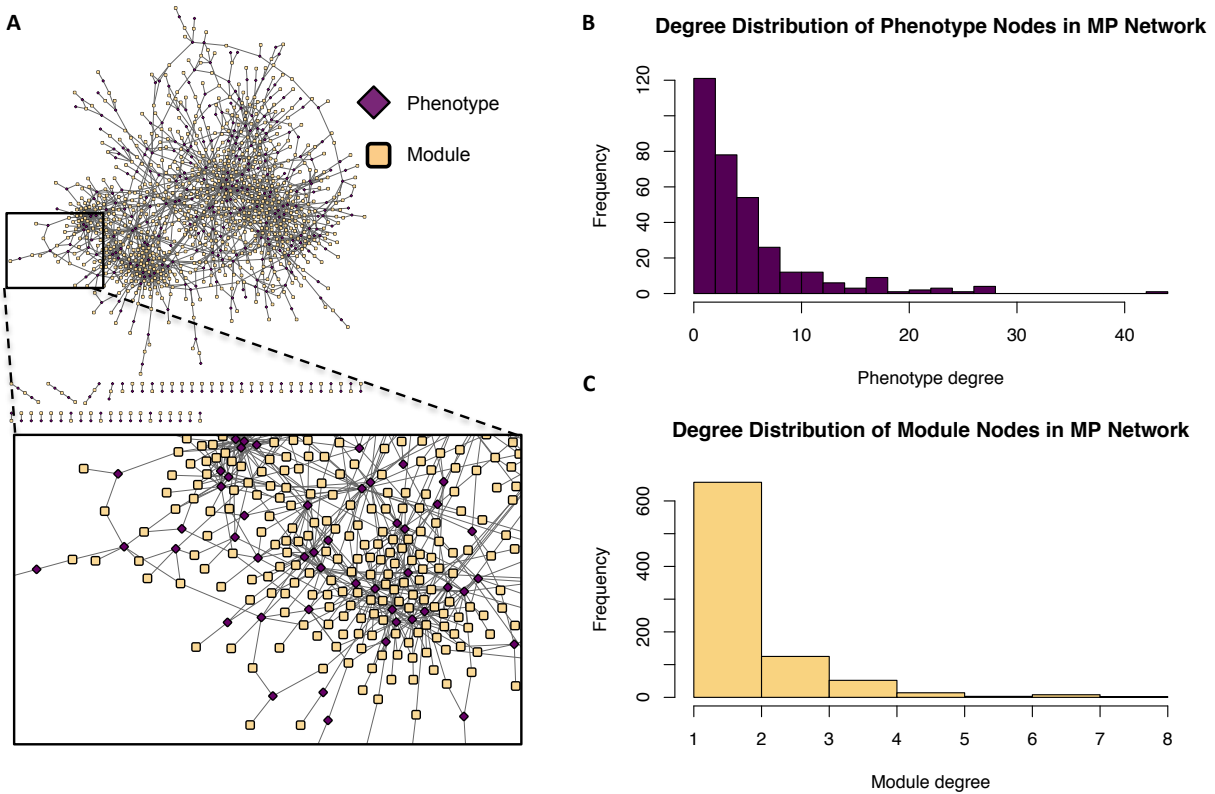 A
Phenotype
Module
B
Degree Distribution of Phenotype Nodes in MP Network
Frequency
0 20 40 60 80 120
0 10 20 30 40
Phenotype degree
C
Degree Distribution of Module Nodes in MP Network
Frequency
0 200 400 600
1 2 3 4 5 6 7 8
Module degree